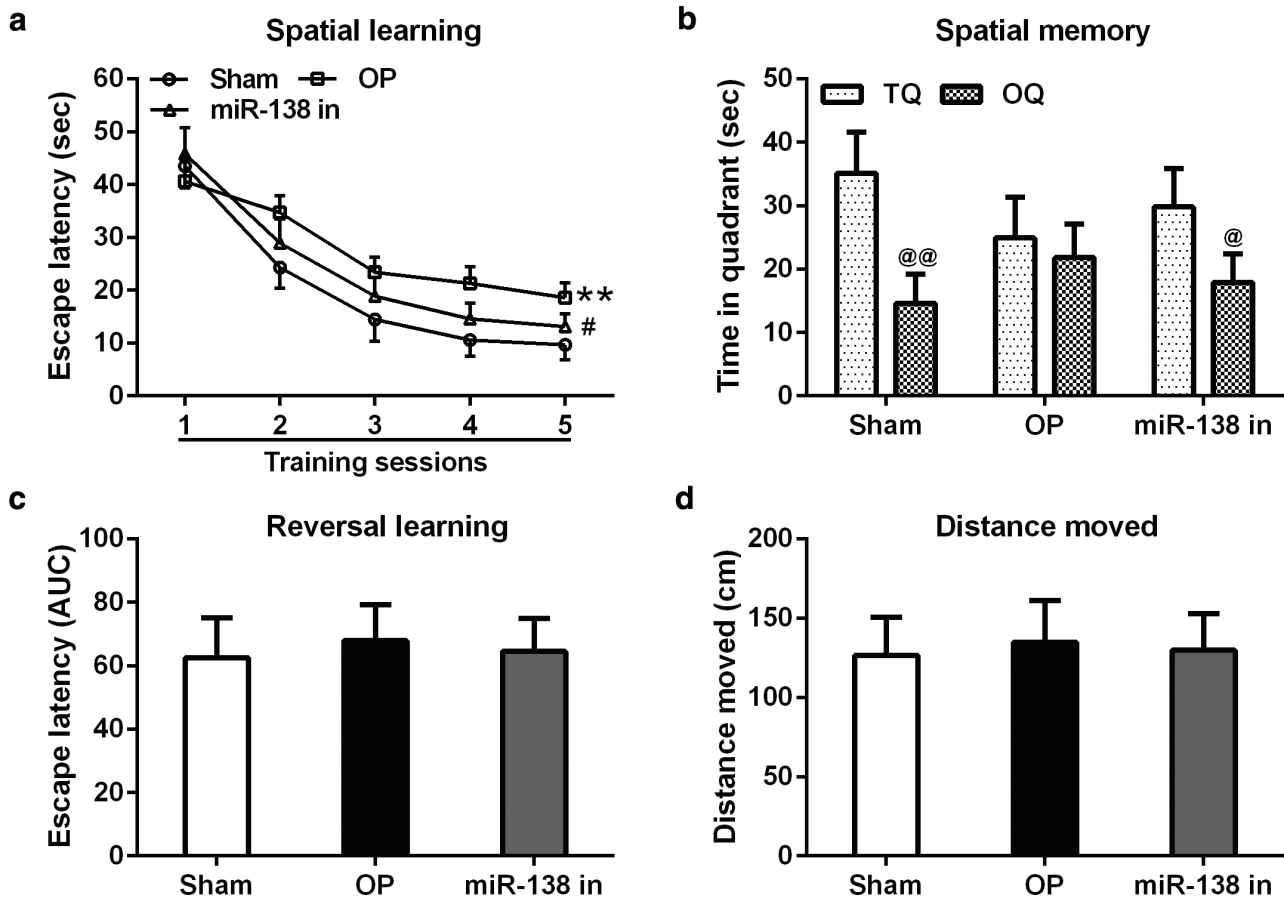 a
Spatial learning
Sham OP
miR-138 in
Escape latency (sec)
60
50
40
30
20
10
0
**
#
1 2 3 4 5
Training sessions
b
Spatial memory
TQ OQ
Time in quadrant (sec)
50
40
30
20
10
0
@@
@
Sham OP miR-138 in
c
Reversal learning
Escape latency (AUC)
100
80
60
40
20
0
Sham OP miR-138 in
d
Distance moved
Distance moved (cm)
200
150
100
50
0
Sham OP miR-138 in